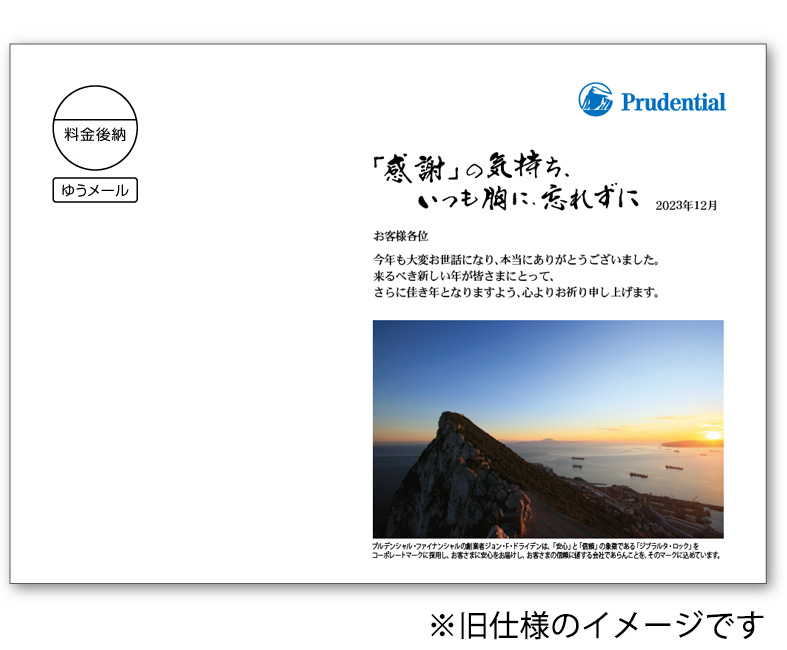 料金後納
ゆうメール
Prudential
「感謝」の気持ち、
いつも胸に、忘れずに
2023年12月
お客様各位
今年も大変お世話になり、本当にありがとうございました。
来るべき新しい年が皆さまにとって、
さらに佳き年となりますよう、心よりお祈り申し上げます。
プルデンシャル・ファイナンシャルの創業者ジョン・F・ドライデンは、「安心」と「信頼」の象徴である「ジブラルタ・ロック」を
コーポレートマークに採用し、お客さまに安心をお届けし、お客さまの信頼に値する会社であらんことを、そのマークに込めています。
※旧仕様のイメージです